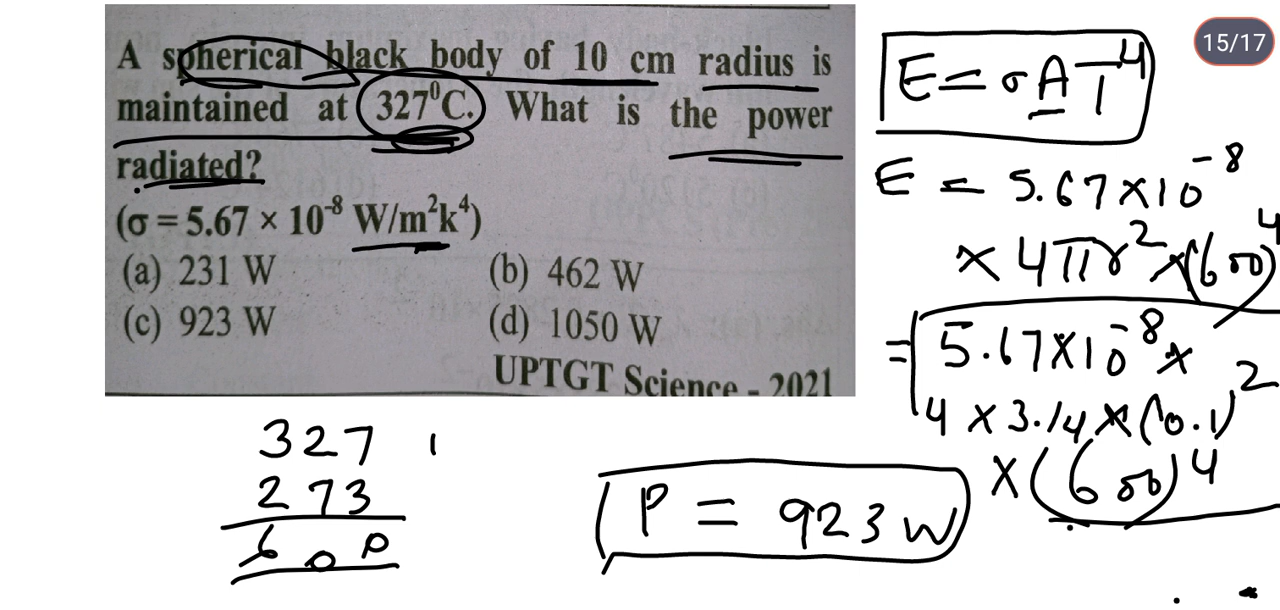 A spherical black body of 10 cm radius is
maintained at 327⁰C. What is the power
radiated?
(σ = 5.67 × 10⁻⁸ W/m²k⁴)
(a) 231 W (b) 462 W
(c) 923 W (d) 1050 W
UPTGT Science - 2021
15/17
E = σAT⁴
E = 5.67×10⁻⁸
× 4πr² ×(600)⁴
= 5.67×10⁻⁸ ×
4 × 3.14 × (0.1)²
×(600)⁴
327
273
600
P = 923 W